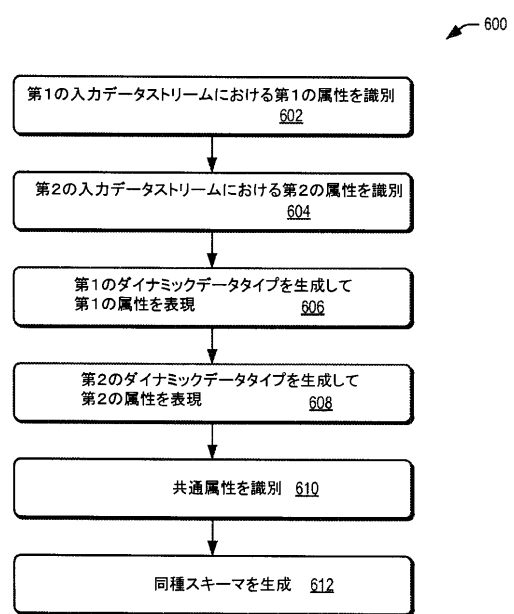 600
第1の入力データストリームにおける第1の属性を識別
602
第2の入力データストリームにおける第2の属性を識別
604
第1のダイナミックデータタイプを生成して
第1の属性を表現 606
第2のダイナミックデータタイプを生成して
第2の属性を表現 608
共通属性を識別 610
同種スキーマを生成 612